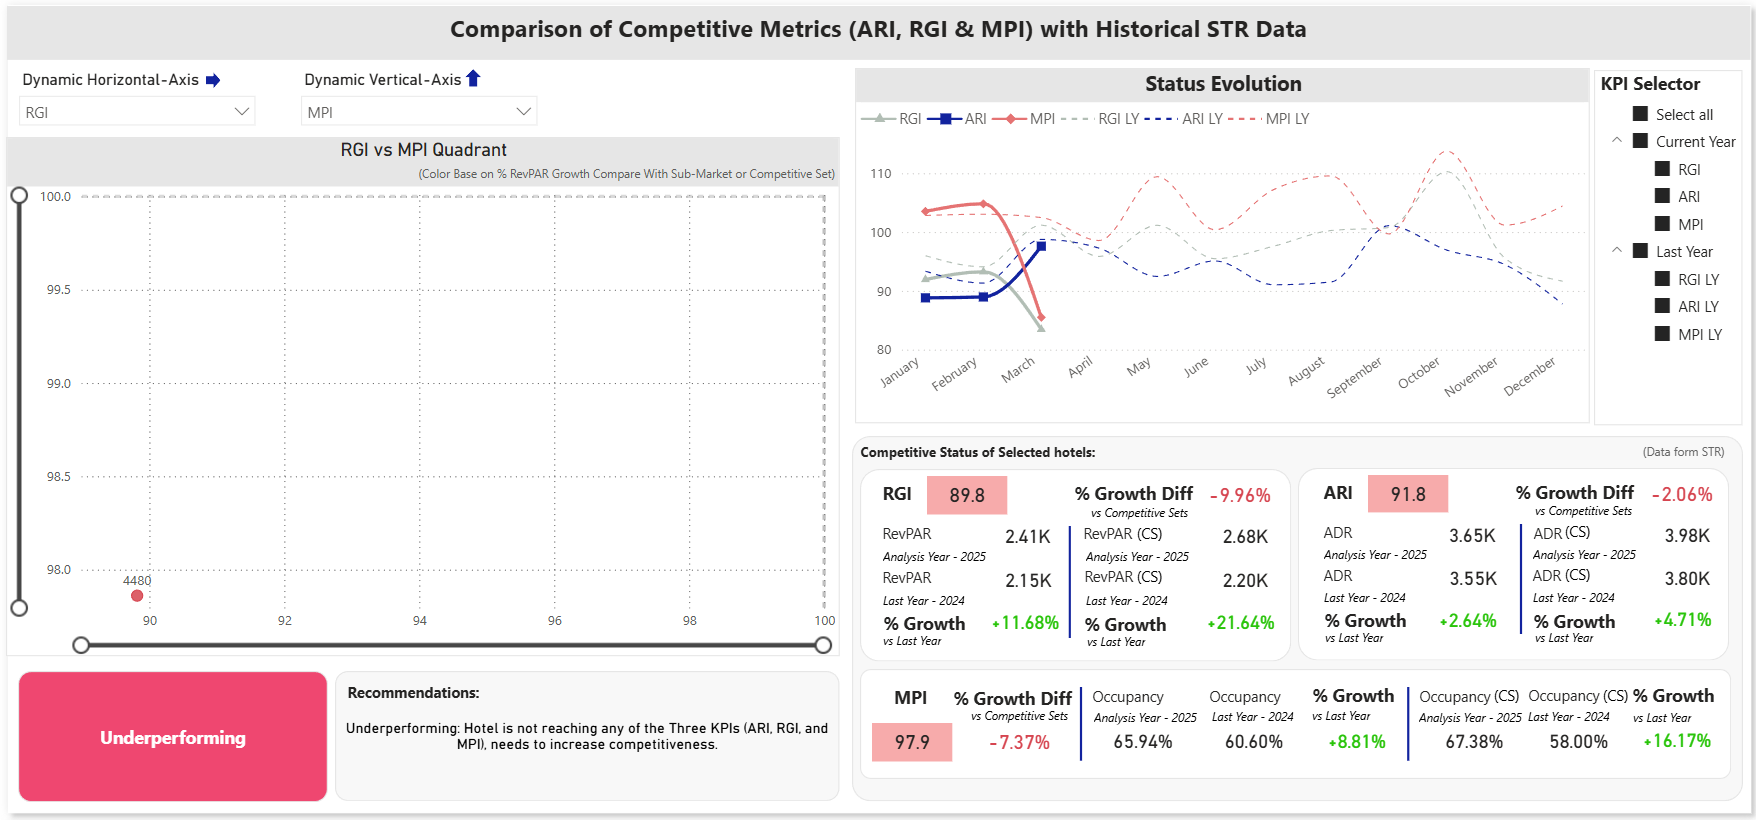 Comparison of Competitive Metrics (ARI, RGI & MPI) with Historical STR Data
Dynamic Horizontal-Axis
Dynamic Vertical-Axis
RGI
MPI
RGI vs MPI Quadrant
(Color Base on % RevPAR Growth Compare With Sub-Market or Competitive Set)
100.0
99.5
99.0
98.5
98.0
4480
90 92 94 96 98 100
Underperforming
Recommendations:
Underperforming: Hotel is not reaching any of the Three KPIs (ARI, RGI, and
MPI), needs to increase competitiveness.
Status Evolution
RGI ARI MPI RGI LY ARI LY MPI LY
110
100
90
80
January February March April May June July August September October November December
KPI Selector
Select all
Current Year
RGI
ARI
MPI
Last Year
RGI LY
ARI LY
MPI LY
Competitive Status of Selected hotels:
(Data form STR)
RGI 89.8
% Growth Diff -9.96%
vs Competitive Sets
RevPAR 2.41K
Analysis Year - 2025
RevPAR 2.15K
Last Year - 2024
% Growth +11.68%
vs Last Year
RevPAR (CS) 2.68K
Analysis Year - 2025
RevPAR (CS) 2.20K
Last Year - 2024
% Growth +21.64%
vs Last Year
ARI 91.8
% Growth Diff -2.06%
vs Competitive Sets
ADR 3.65K
Analysis Year - 2025
ADR 3.55K
Last Year - 2024
% Growth +2.64%
vs Last Year
ADR (CS) 3.98K
Analysis Year - 2025
ADR (CS) 3.80K
Last Year - 2024
% Growth +4.71%
vs Last Year
MPI
97.9
% Growth Diff
vs Competitive Sets
-7.37%
Occupancy
Analysis Year - 2025
65.94%
Occupancy
Last Year - 2024
60.60%
% Growth
vs Last Year
+8.81%
Occupancy (CS)
Analysis Year - 2025
67.38%
Occupancy (CS)
Last Year - 2024
58.00%
% Growth
vs Last Year
+16.17%